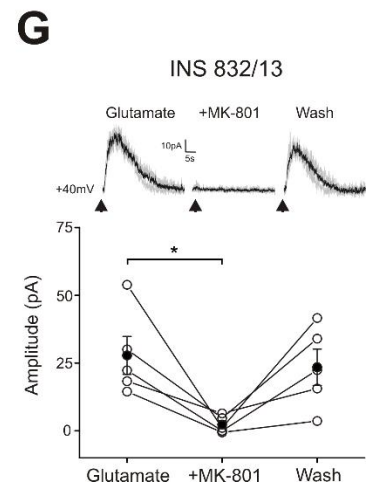 G
INS 832/13
Glutamate +MK-801 Wash
10pA
5s
+40mV
75
*
50
25
0
Amplitude (pA)
Glutamate +MK-801 Wash